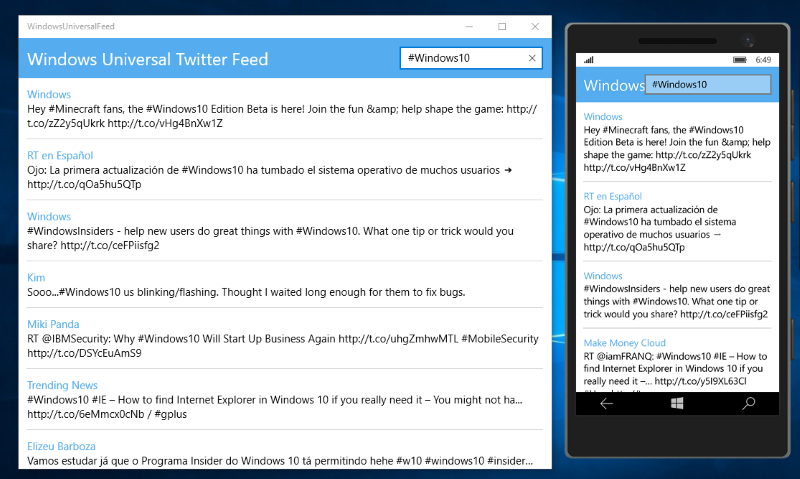 WindowsUniversalFeed
Windows Universal Twitter Feed
#Windows10
Windows
Hey #Minecraft fans, the #Windows10 Edition Beta is here! Join the fun &amp; help shape the game: http://
t.co/zZ2y5qUkrk http://t.co/vHg4BnXw1Z
RT en Español
Ojo: La primera actualización de #Windows10 ha tumbado el sistema operativo de muchos usuarios ➔
http://t.co/qOa5hu5QTp
Windows
#WindowsInsiders - help new users do great things with #Windows10. What one tip or trick would you
share? http://t.co/ceFPiisfg2
Kim
Sooo...#Windows10 us blinking/flashing. Thought I waited long enough for them to fix bugs.
Miki Panda
RT @IBMSecurity: Why #Windows10 Will Start Up Business Again http://t.co/uhgZmhwMTL #MobileSecurity
http://t.co/DSYcEuAmS9
Trending News
#Windows10 #IE – How to find Internet Explorer in Windows 10 if you really need it – You might not ha...
http://t.co/6eMmcx0cNb / #gplus
Elizeu Barboza
Vamos estudar já que o Programa Insider do Windows 10 tá permitindo hehe #w10 #windows10 #insider...
6:49
Windows
#Windows10
Windows
Hey #Minecraft fans, the #Windows10
Edition Beta is here! Join the fun &amp; help
shape the game: http://t.co/zZ2y5qUkrk
http://t.co/vHg4BnXw1Z
RT en Español
Ojo: La primera actualización de
#Windows10 ha tumbado el sistema
operativo de muchos usuarios →
http://t.co/qOa5hu5QTp
Windows
#WindowsInsiders - help new users do great
things with #Windows10. What one tip or
trick would you share? http://t.co/ceFPiisfg2
Make Money Cloud
RT @iamFRANQ: #Windows10 #IE – How to
find Internet Explorer in Windows 10 if you
really need it –... http://t.co/y5I9XL63Cl